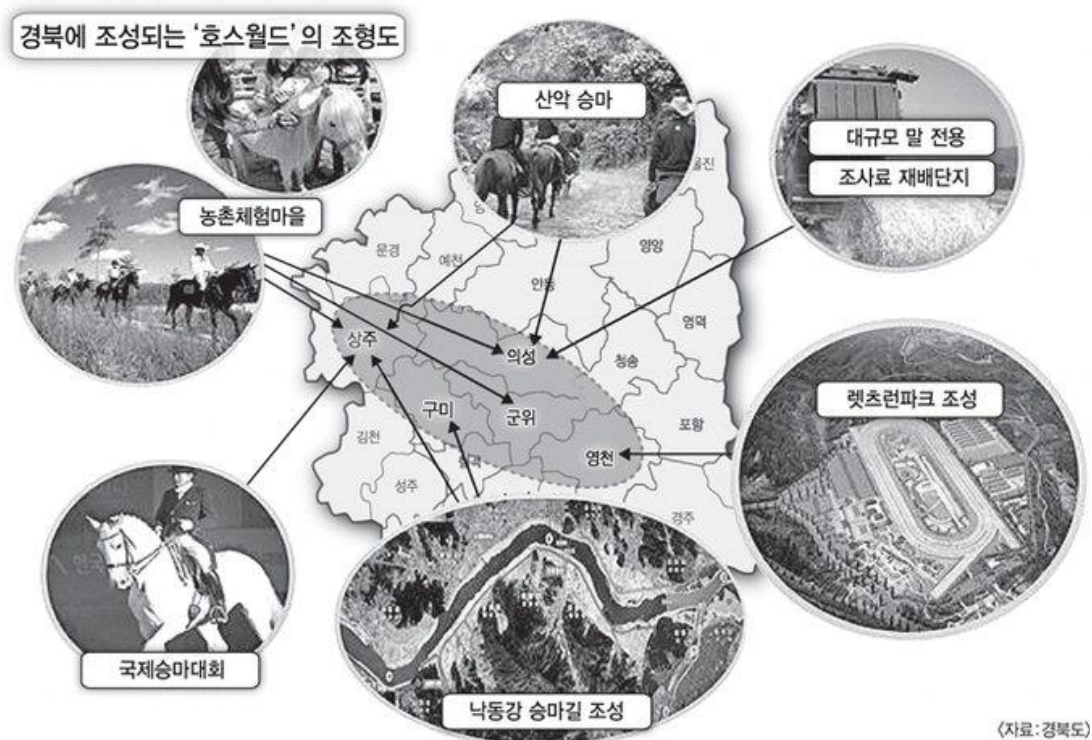 경북에 조성되는 ‘호스월드’의 조형도
산악 승마
대규모 말 전용
조사료 재배단지
농촌체험마을
문경
예천
영양
안동
영덕
상주
의성
청송
렛츠런파크 조성
구미
군위
포항
김천
영천
성주
경주
국제승마대회
낙동강 승마길 조성
〈자료:경북도〉